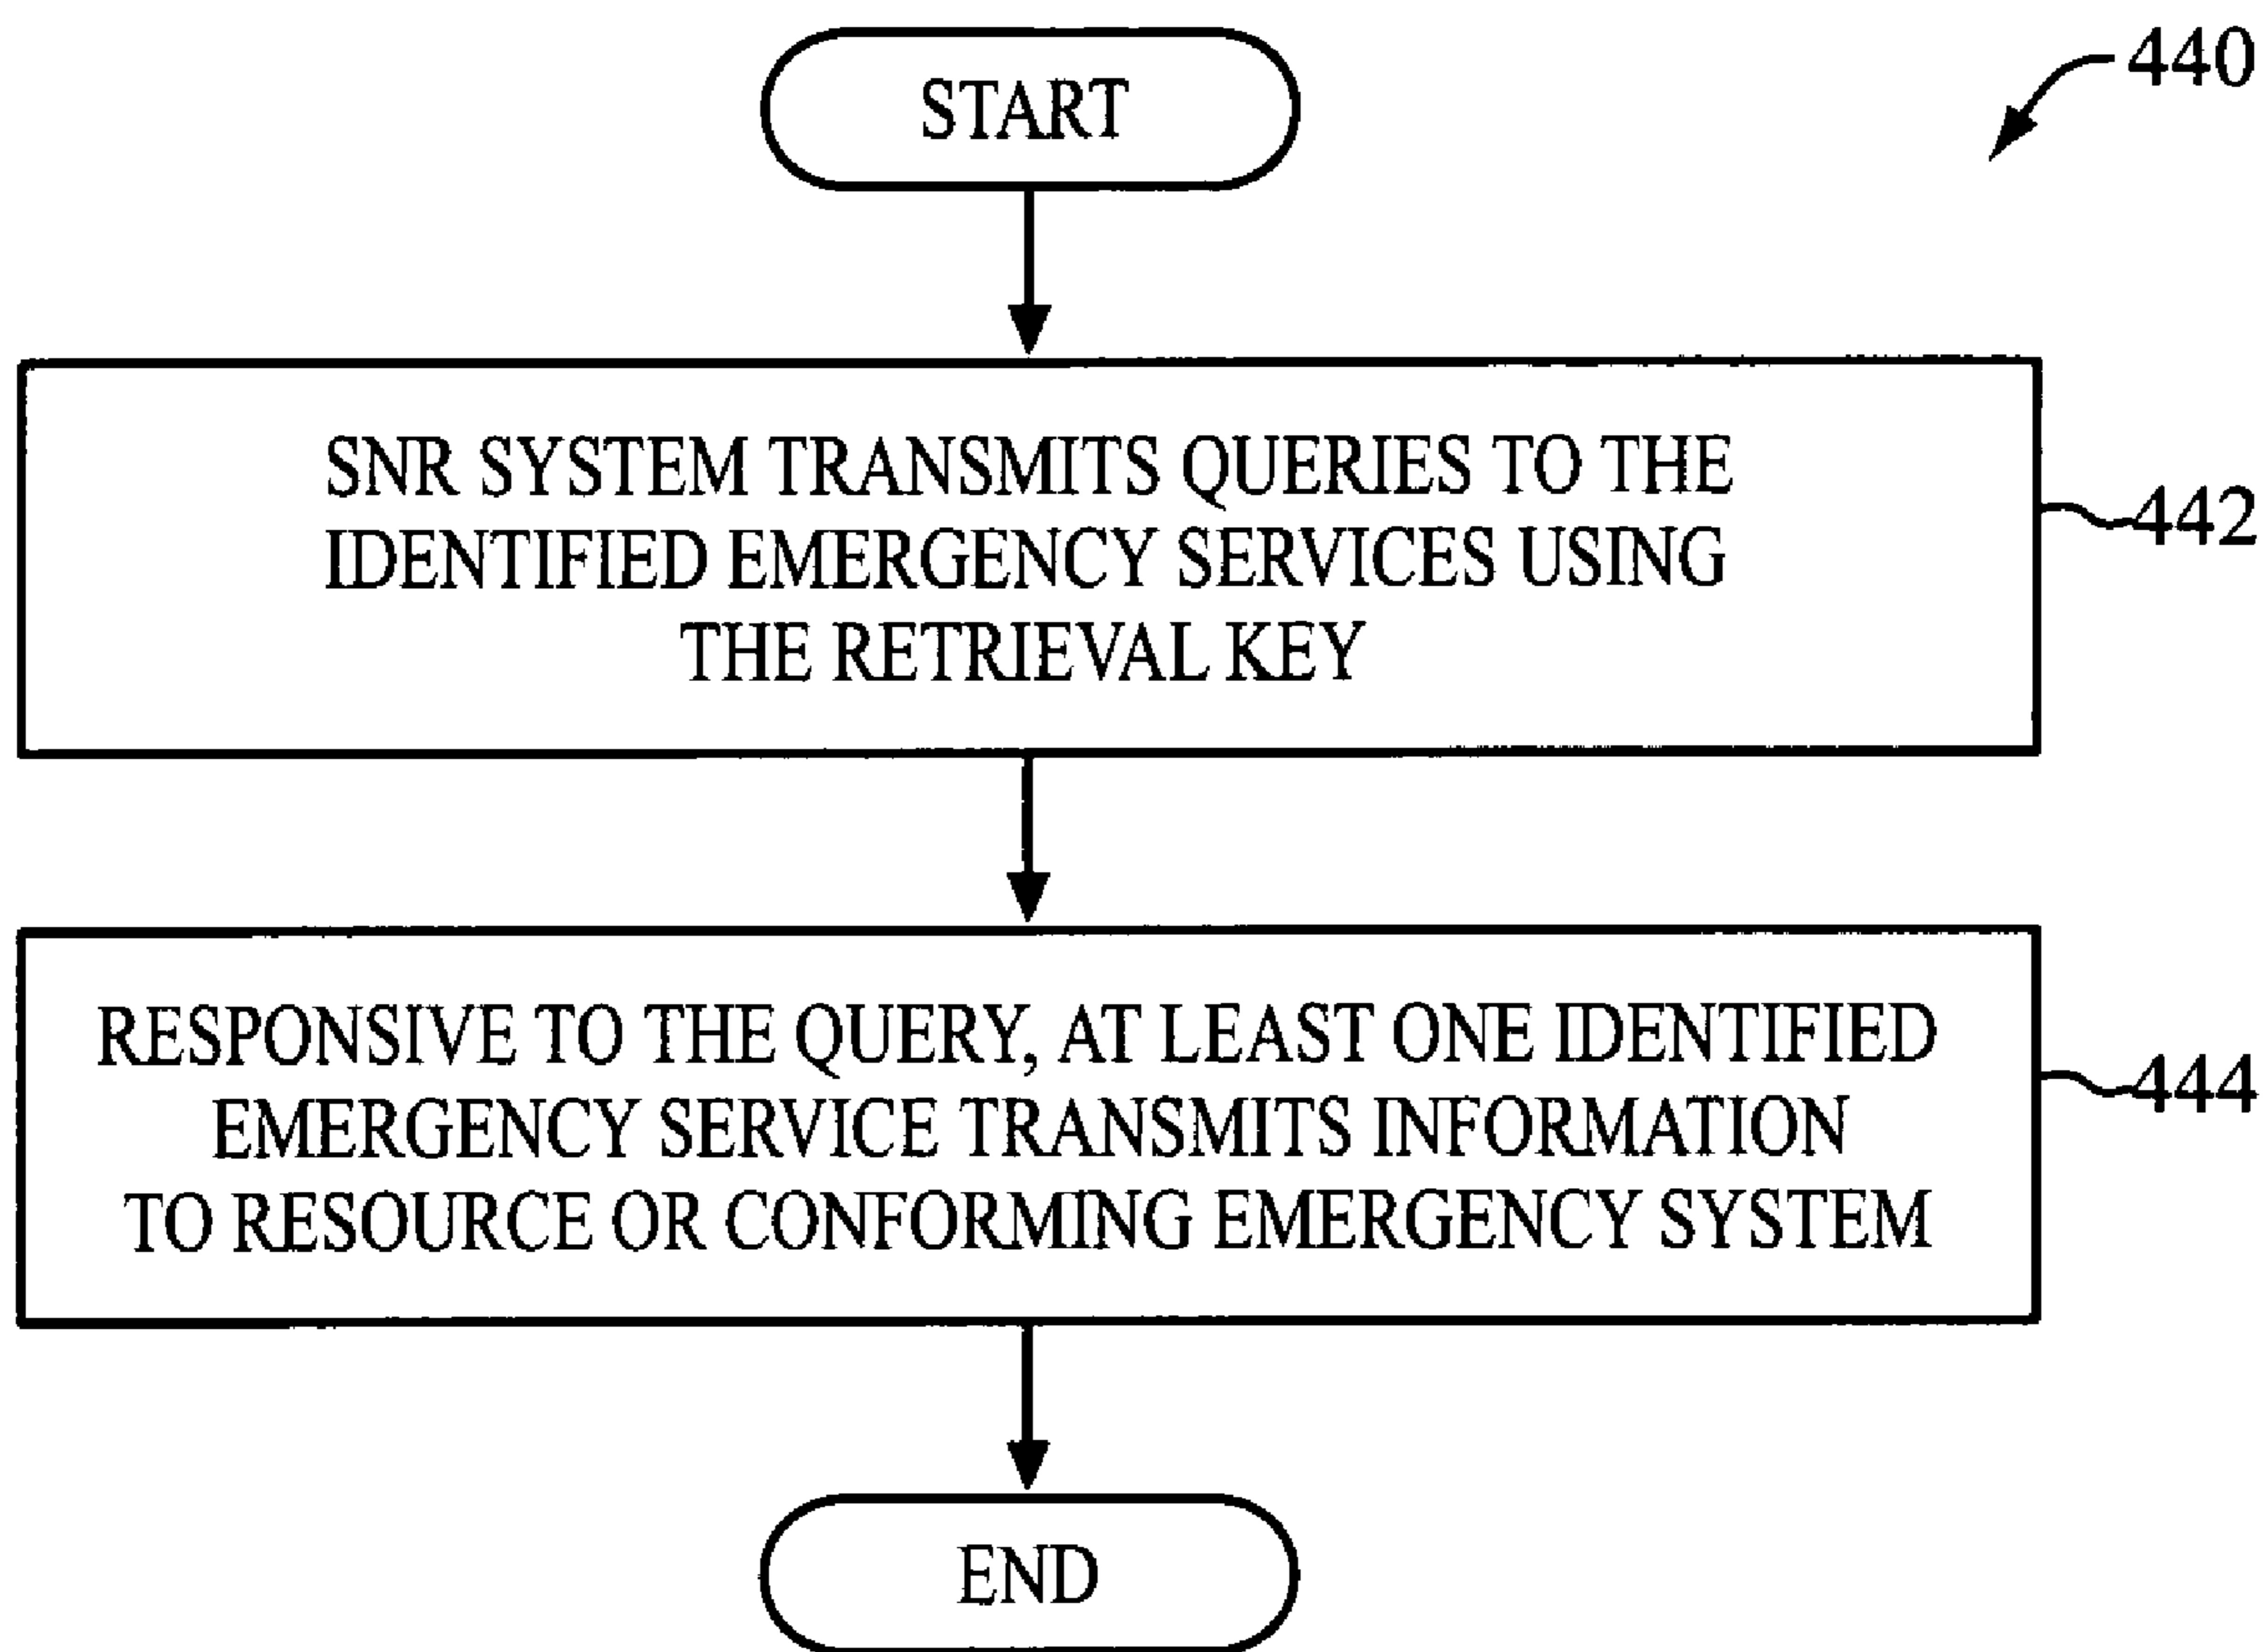 START
440
SNR SYSTEM TRANSMITS QUERIES TO THE
IDENTIFIED EMERGENCY SERVICES USING
THE RETRIEVAL KEY
442
RESPONSIVE TO THE QUERY, AT LEAST ONE IDENTIFIED
EMERGENCY SERVICE TRANSMITS INFORMATION
TO RESOURCE OR CONFORMING EMERGENCY SYSTEM
444
END